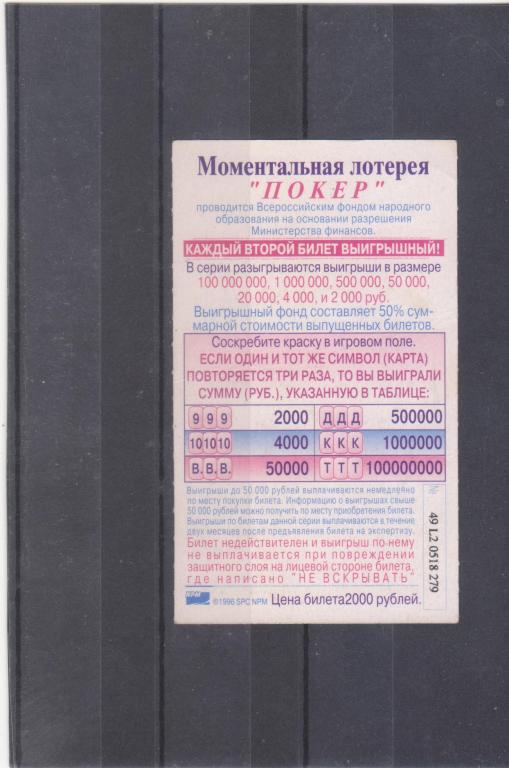 Моментальная лотерея
"ПОКЕР"
проводится Всероссийским фондом народного
образования на основании разрешения
Министерства финансов.
КАЖДЫЙ ВТОРОЙ БИЛЕТ ВЫИГРЫШНЫЙ!
В серии разыгрываются выигрыши в размере
100 000 000, 1 000 000, 500 000, 50 000,
20 000, 4 000, и 2 000 руб.
Выигрышный фонд составляет 50% сум-
марной стоимости выпущенных билетов.
Соскребите краску в игровом поле.
ЕСЛИ ОДИН И ТОТ ЖЕ СИМВОЛ (КАРТА)
ПОВТОРЯЕТСЯ ТРИ РАЗА, ТО ВЫ ВЫИГРАЛИ
СУММУ (РУБ.), УКАЗАННУЮ В ТАБЛИЦЕ:
9 9 9 2000 Д Д Д 500000
10 10 10 4000 К К К 1000000
В. В. В. 50000 Т Т Т 100000000
Выигрыши до 50 000 рублей выплачиваются немедленно
по месту покупки билета. Информацию о выигрышах свыше
50 000 рублей можно получить по месту приобретения билета.
Выигрыши по билетам данной серии выплачиваются в течение
двух месяцев после предъявления билета на экспертизу.
Билет недействителен и выигрыш по нему
не выплачивается при повреждении
защитного слоя на лицевой стороне билета,
где написано "НЕ ВСКРЫВАТЬ"
NPM ©1996 SPC NPM Цена билета2000 рублей.
49 L2 0518 279